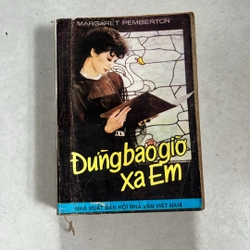 MARGARET PEMBERTON
Đừng bao giờ
xa Em
NHÀ XUẤT BẢN HỘI NHÀ VĂN VIỆT NAM